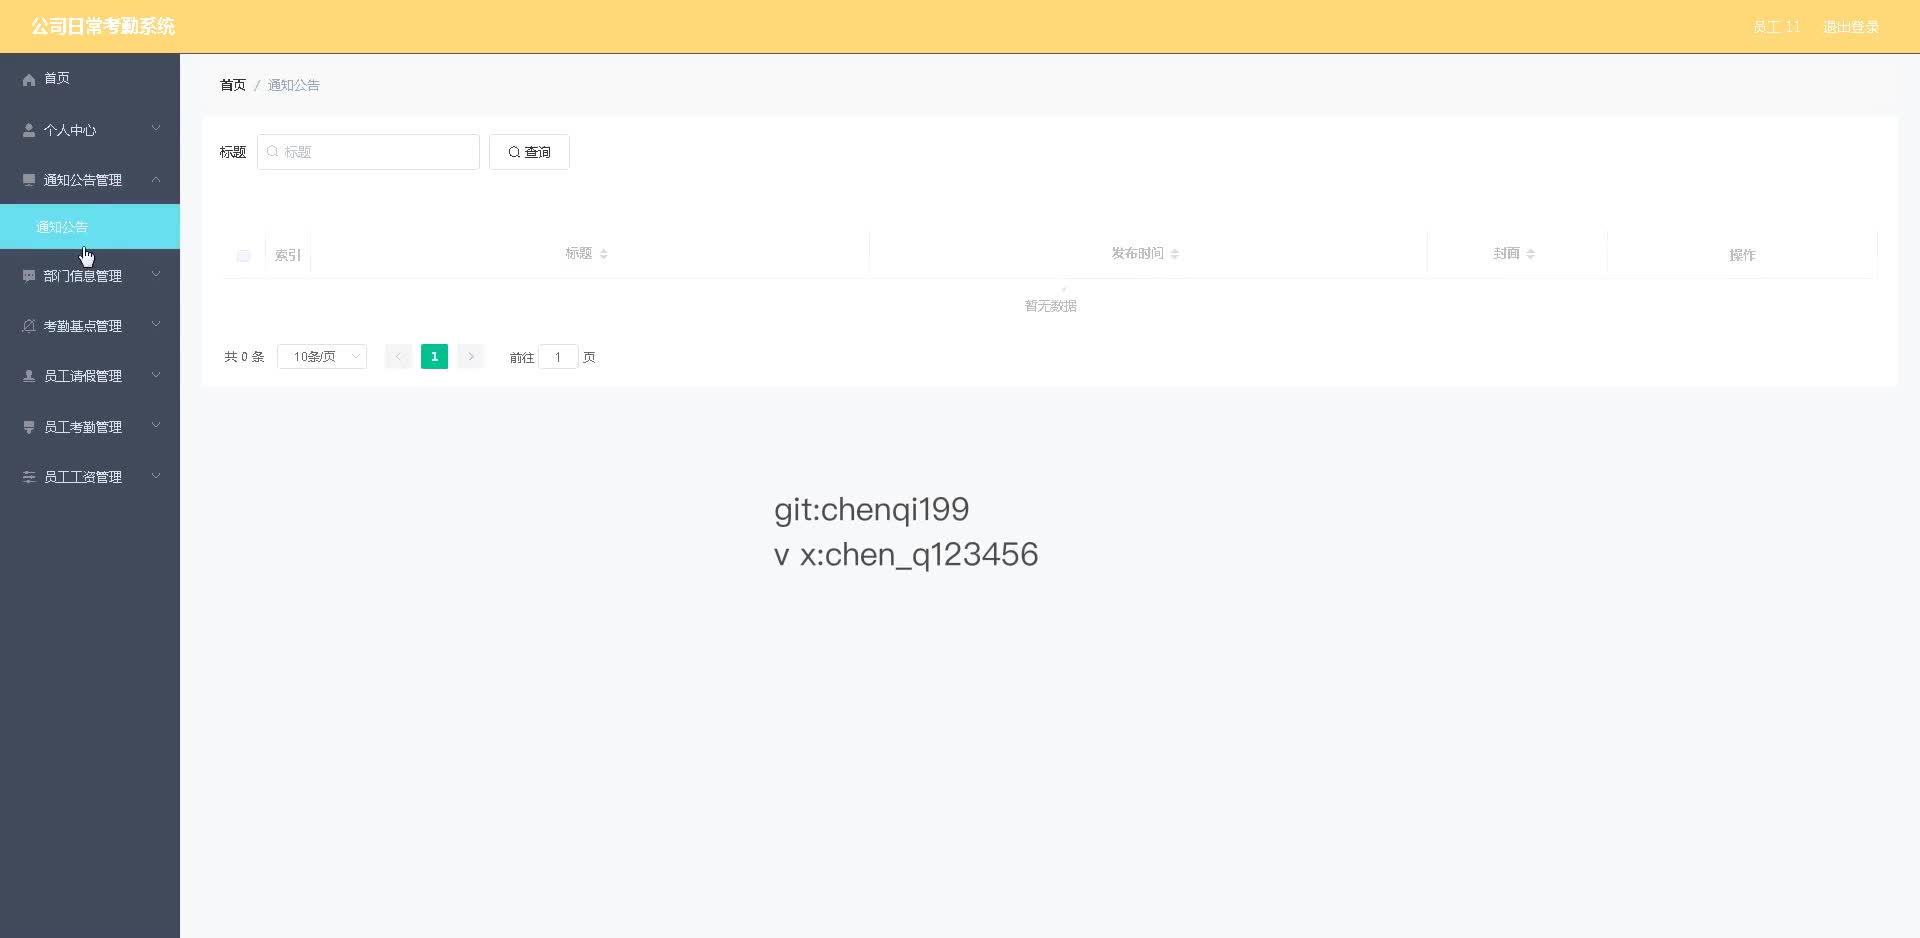 公司日常考勤系统
员工 11 退出登录
首页
个人中心
通知公告管理
通知公告
部门信息管理
考勤基点管理
员工请假管理
员工考勤管理
员工工资管理
首页 / 通知公告
标题 标题 查询
索引 标题 发布时间 封面 操作
暂无数据
共 0 条 10条/页 1 前往 1 页
git:chenqi199
v x:chen_q123456